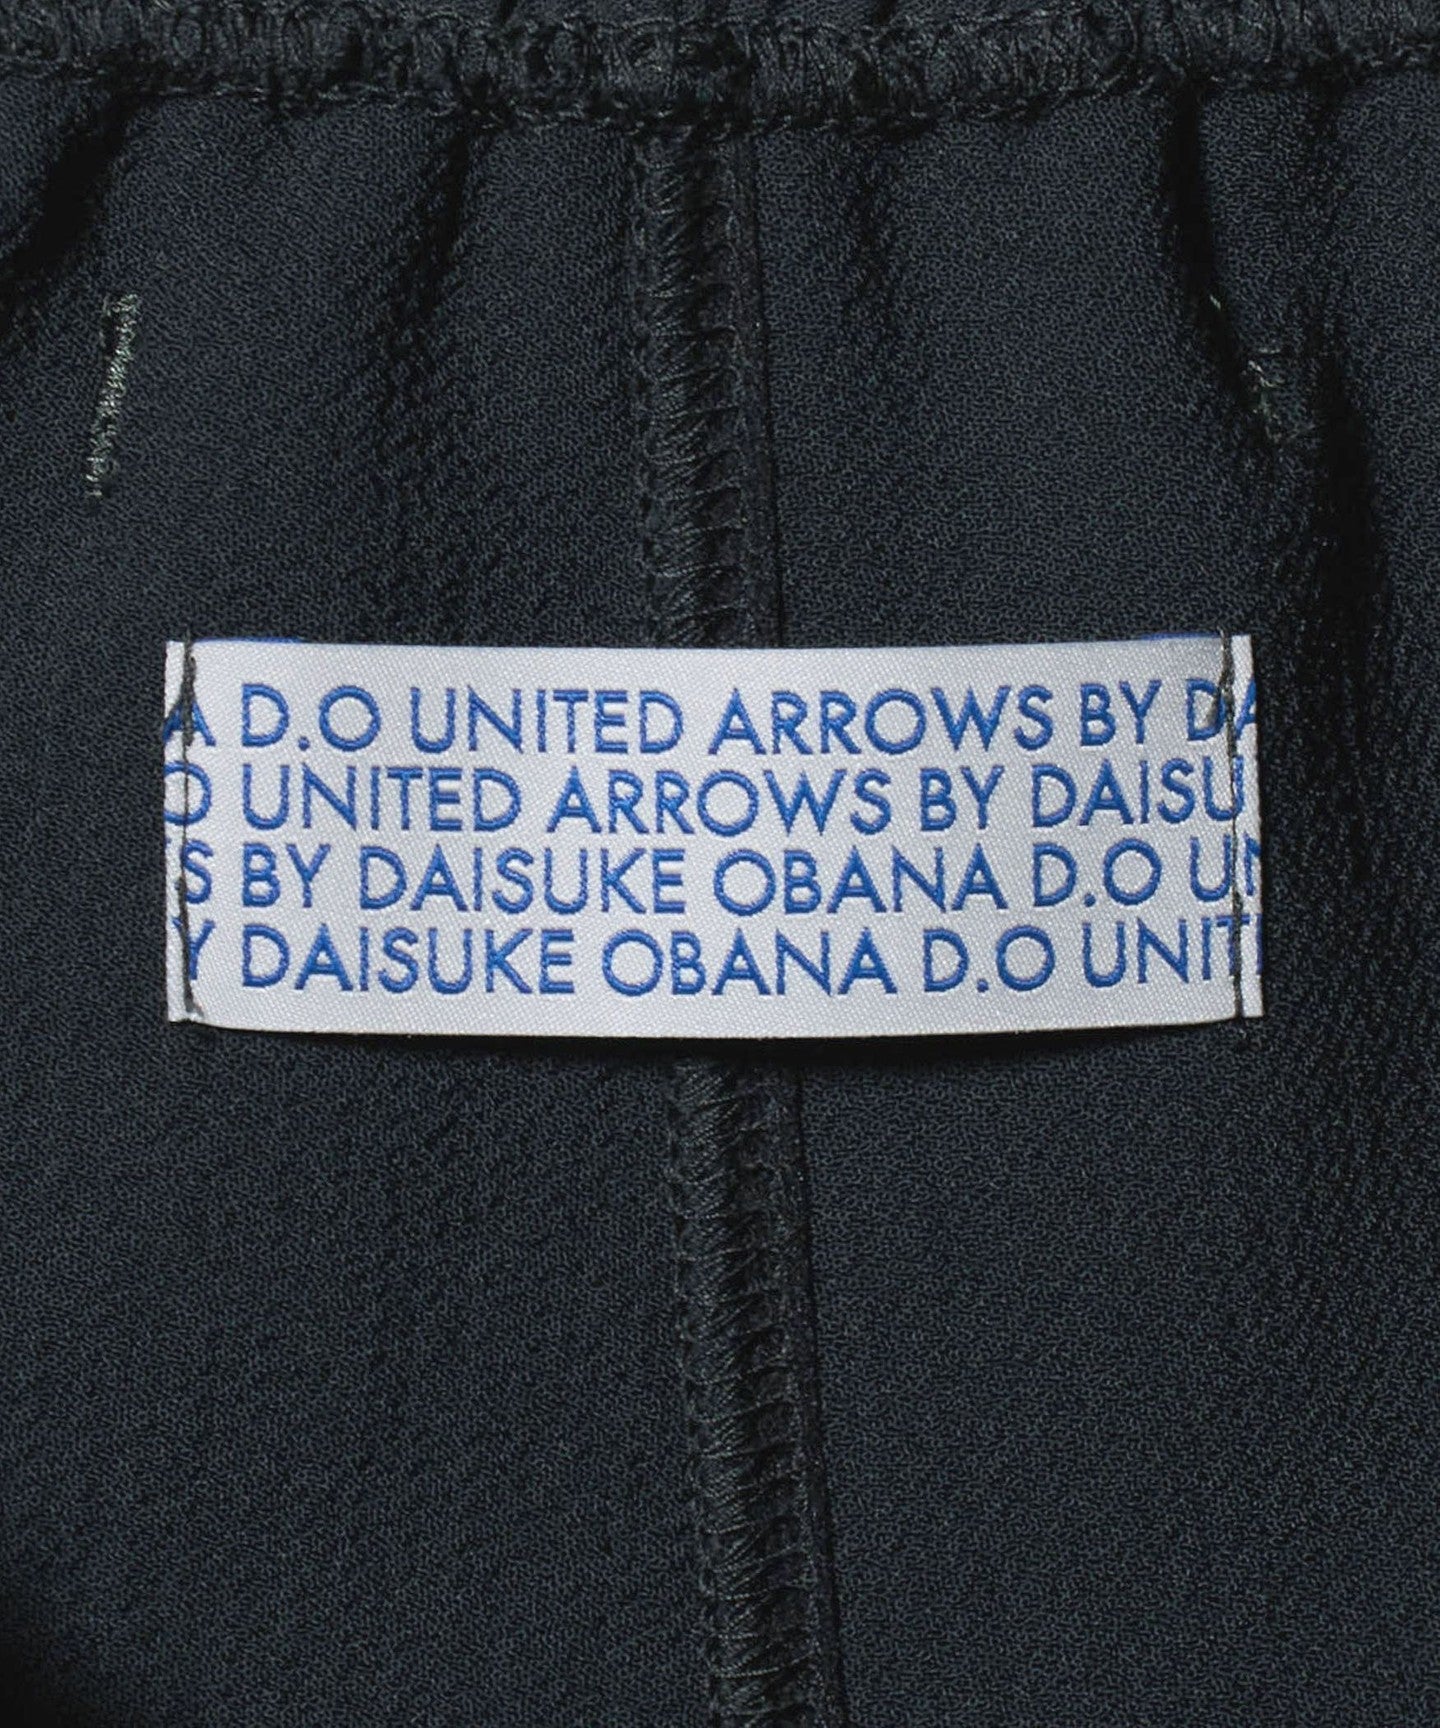 A D.O UNITED ARROWS BY DA
O UNITED ARROWS BY DAISU
S BY DAISUKE OBANA D.O UN
Y DAISUKE OBANA D.O UNIT